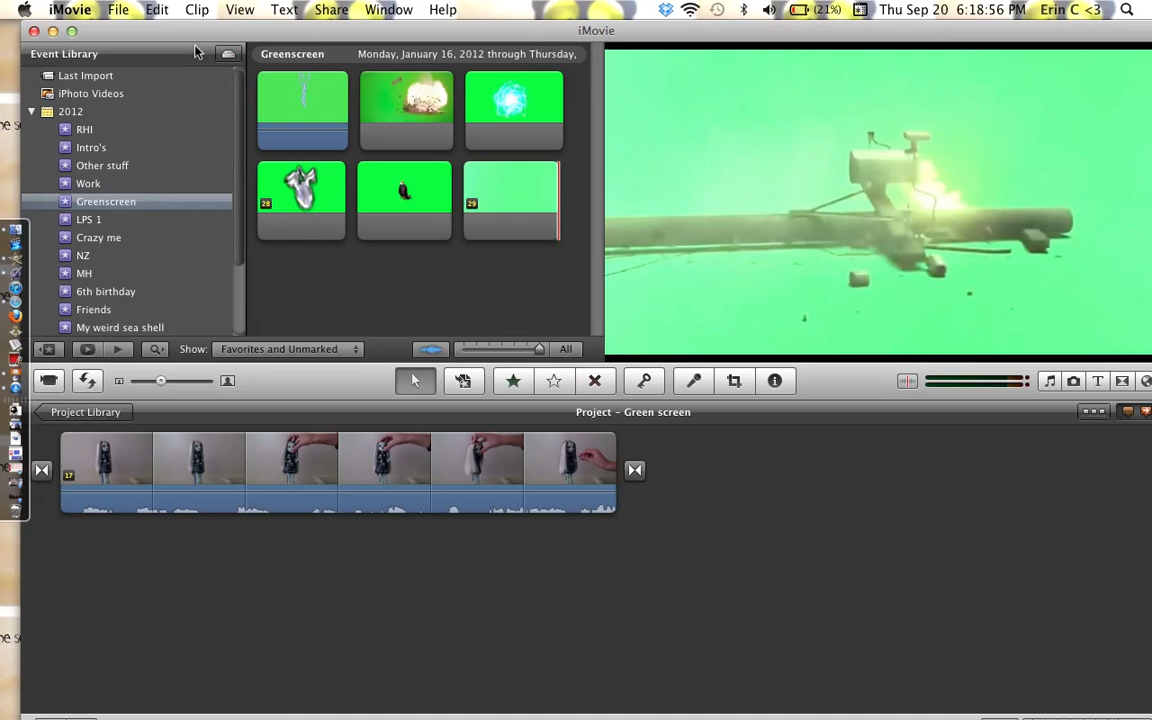 iMovie File Edit Clip View Text Share Window Help (21%) Thu Sep 20 6:18:56 PM Erin C <3
iMovie
Event Library
Greenscreen Monday, January 16, 2012 through Thursday,
Last Import
iPhoto Videos
2012
RHI
Intro's
Other stuff
Work
Greenscreen
LPS 1
Crazy me
NZ
MH
6th birthday
Friends
My weird sea shell
28
29
Show: Favorites and Unmarked All
Project Library
Project - Green screen
17